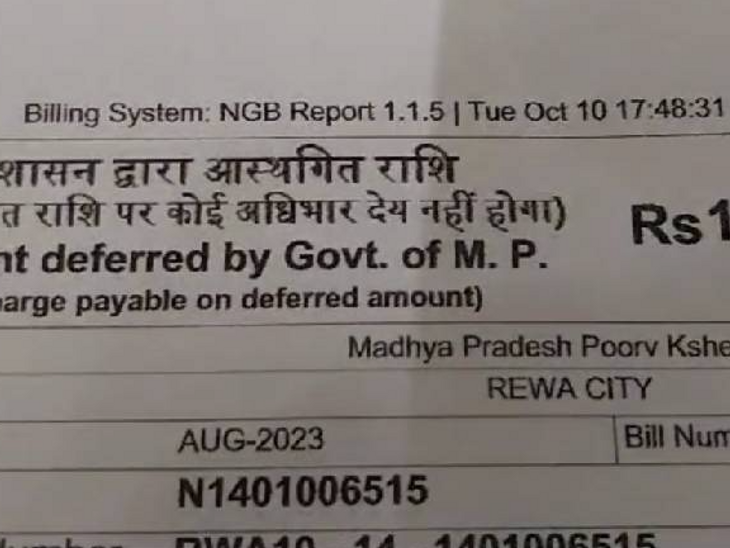 Billing System: NGB Report 1.1.5 | Tue Oct 10 17:48:31
शासन द्वारा आस्थगित राशि
त राशि पर कोई अधिभार देय नहीं होगा)
Rs1
nt deferred by Govt. of M. P.
arge payable on deferred amount)
Madhya Pradesh Poorv Kshe
REWA CITY
AUG-2023
Bill Num
N1401006515
1401006515